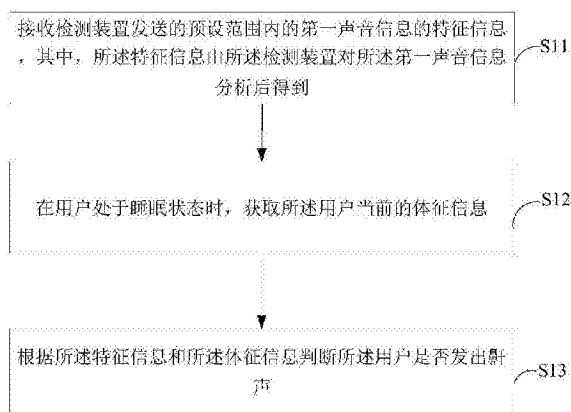 接收检测装置发送的预设范围内的第一声音信息的特征信息
，其中，所述特征信息由所述检测装置对所述第一声音信息
分析后得到
S11
在用户处于睡眠状态时，获取所述用户当前的体征信息
S12
根据所述特征信息和所述体征信息判断所述用户是否发出鼾
声
S13